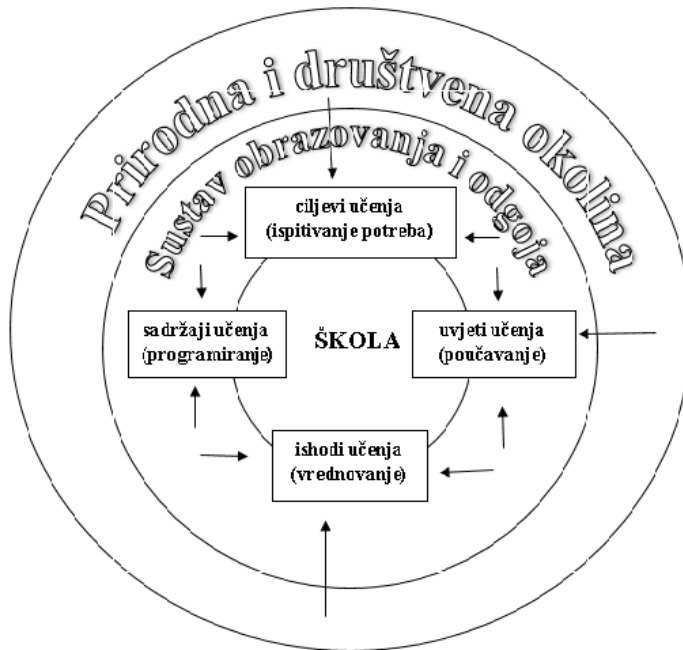 Prirodna i društvena okolina
Sustav obrazovanja i odgoja
ciljevi učenja
(ispitivanje potreba)
sadržaji učenja
(programiranje)
ŠKOLA
uvjeti učenja
(poučavanje)
ishodi učenja
(vrednovanje)